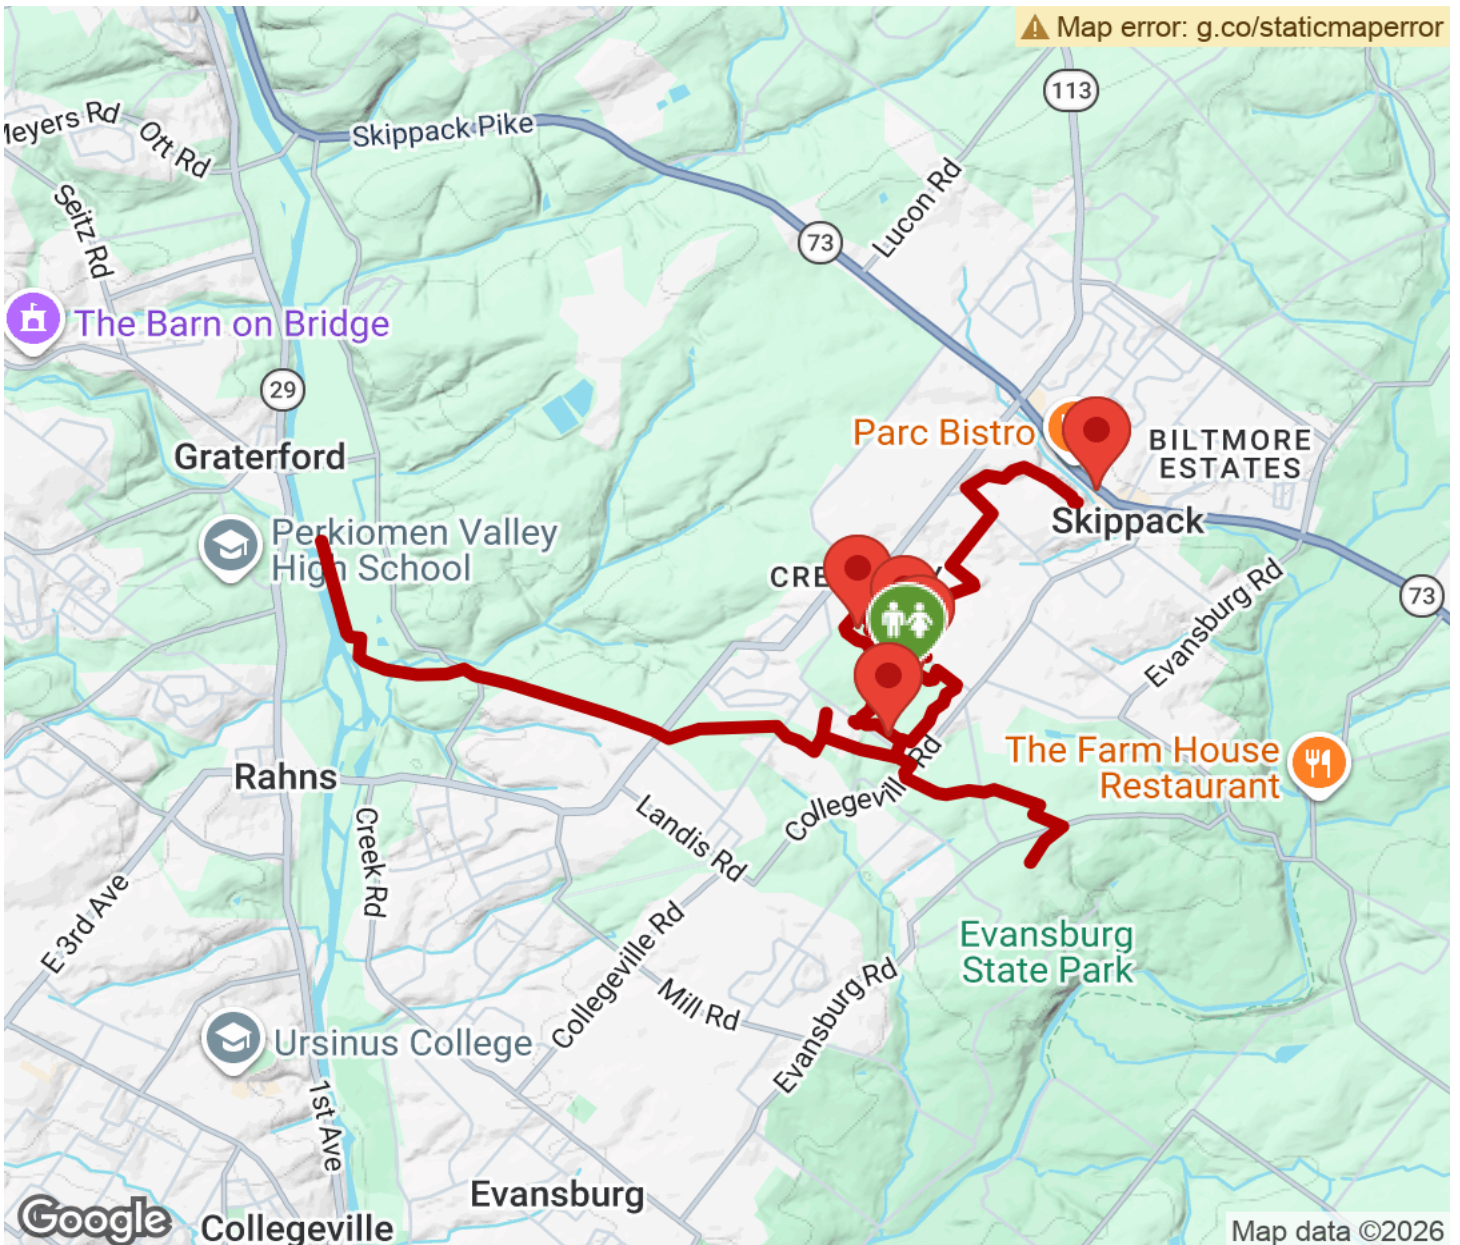 Map error: g.co/staticmaperror
113
Meyers Rd
Ott Rd
Skippack Pike
Seitz Rd
Lucon Rd
73
The Barn on Bridge
29
Parc Bistro
BILTMORE
ESTATES
Graterford
Skippack
Perkiomen Valley
High School
CRE
Y
73
Evansburg Rd
The Farm House
Restaurant
Rahns
Collegeville Rd
Landis Rd
Creek Rd
E 3rd Ave
Collegeville Rd
Evansburg
State Park
Mill Rd
Evansburg Rd
Ursinus College
1st Ave
Evansburg
Google
Collegeville
Map data ©2026